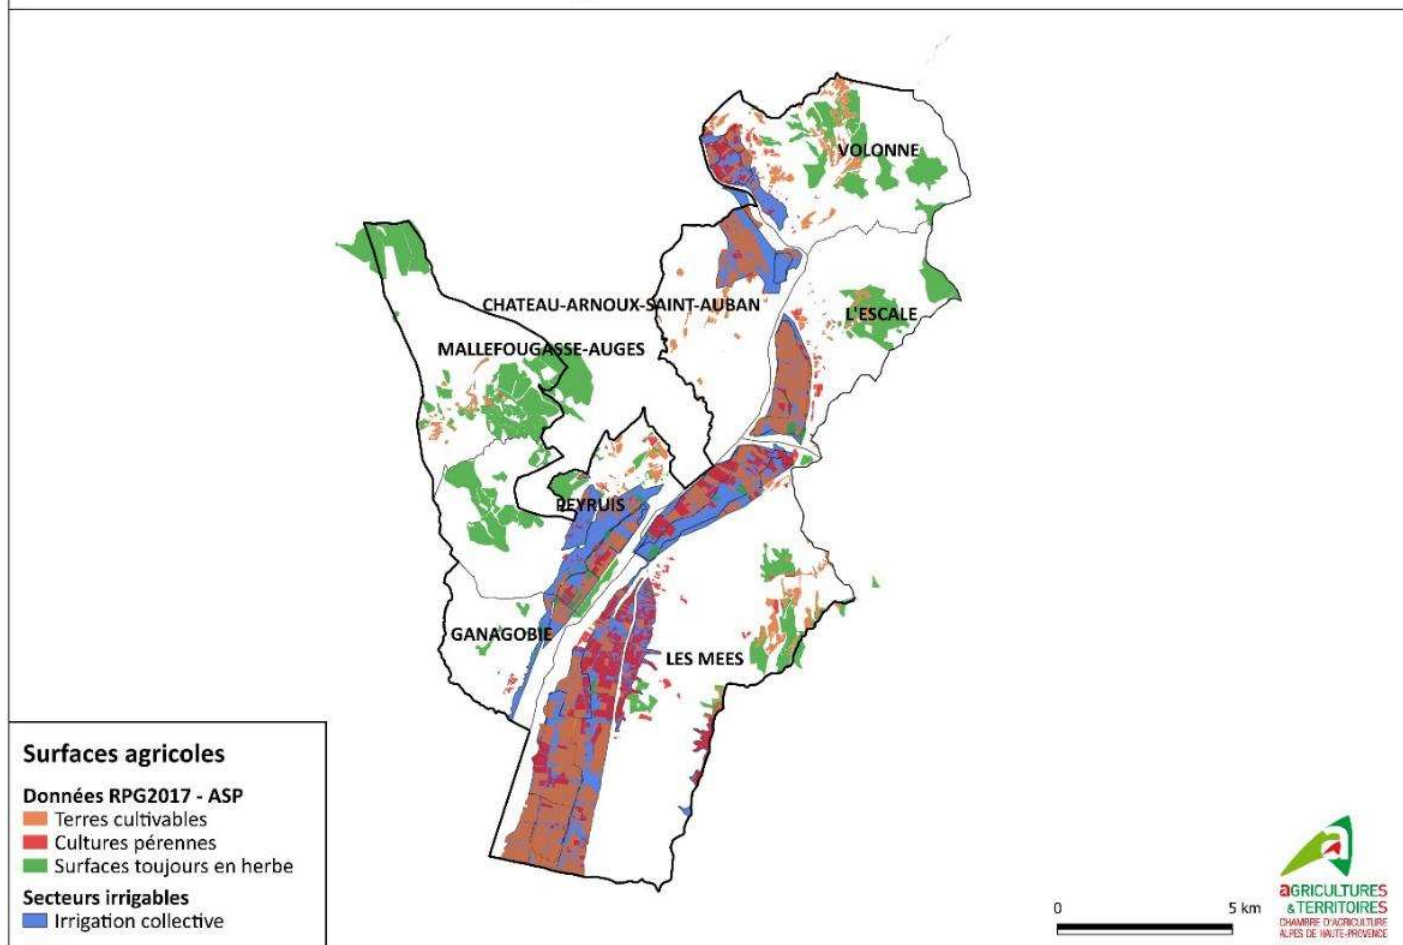 VOLONNE
CHATEAU-ARNOUX-SAINT-AUBAN
L'ESCALE
MALLEFOUGASSE-AUGES
PEYRUIS
GANAGOBIE
LES MEES
Surfaces agricoles
Données RPG2017 - ASP
Terres cultivables
Cultures pérennes
Surfaces toujours en herbe
Secteurs irrigables
Irrigation collective
0 5 km
aGRICULTURES
& TERRITOIRES
CHAMBRE D'AGRICULTURE
ALPES DE HAUTE-PROVENCE